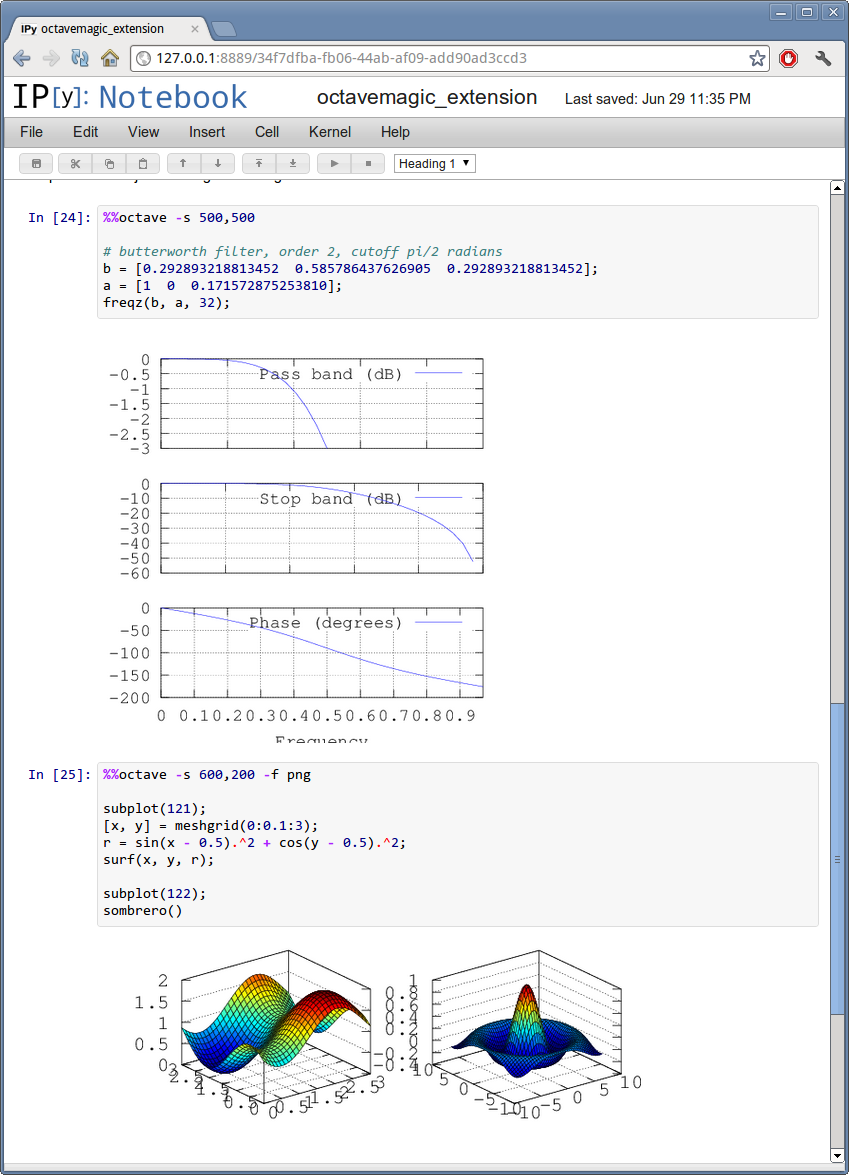 IPy octavemagic_extension
127.0.0.1:8889/34f7dfba-fb06-44ab-af09-add90ad3ccd3
IP[y]: Notebook octavemagic_extension Last saved: Jun 29 11:35 PM
File Edit View Insert Cell Kernel Help
Heading 1
In [24]: %%octave -s 500,500
# butterworth filter, order 2, cutoff pi/2 radians
b = [0.292893218813452 0.585786437626905 0.292893218813452];
a = [1 0 0.171572875253810];
freqz(b, a, 32);
0
Pass band (dB)
-0.5
-1
-1.5
-2
-2.5
-3
0
Stop band (dB)
-10
-20
-30
-40
-50
-60
0
Phase (degrees)
-50
-100
-150
-200
0 0.10.20.30.40.50.60.70.80.9
Frequency
In [25]: %%octave -s 600,200 -f png
subplot(121);
[x, y] = meshgrid(0:0.1:3);
r = sin(x - 0.5).^2 + cos(y - 0.5).^2;
surf(x, y, r);
subplot(122);
sombrero()
2
1.5
1
0.5
0
3
2.5
2
1.5
1
0.5
0
0 0.5 1 1.5 2 2.5 3
1
0.8
0.6
0.4
0.2
0
-0.2
-0.4
10
5
0
-5
-10
-10 -5 0 5 10